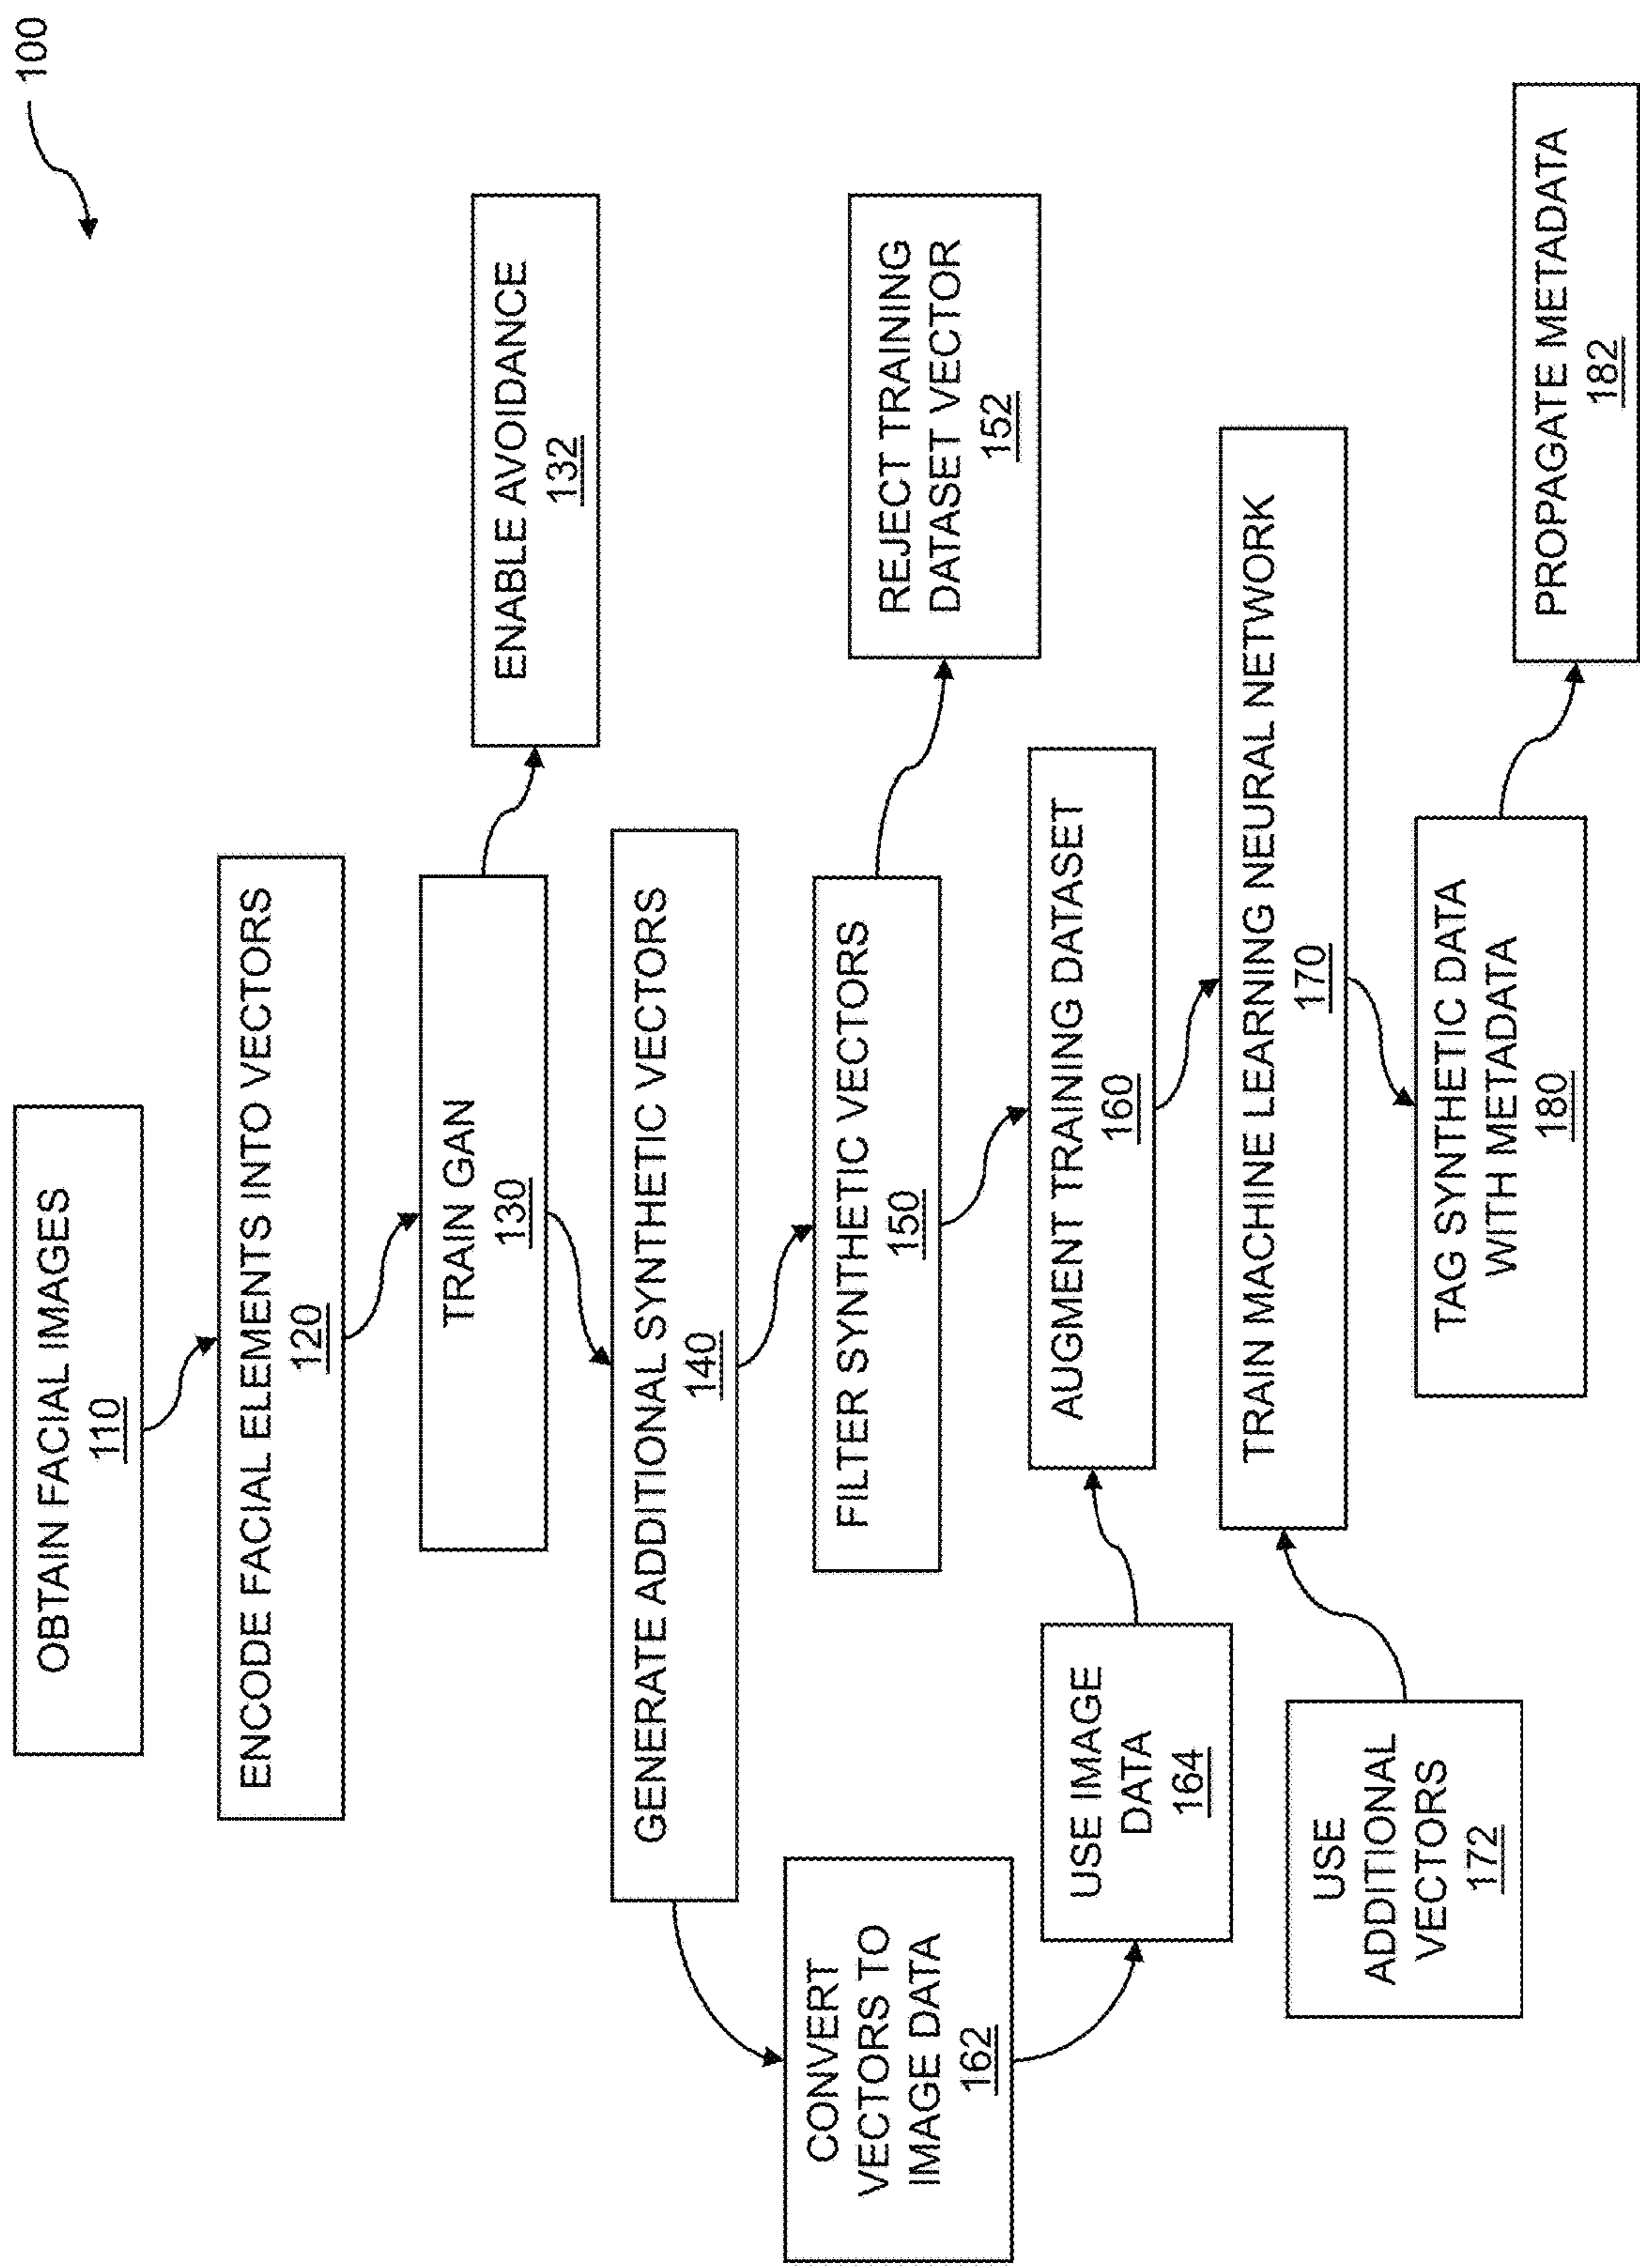 100
OBTAIN FACIAL IMAGES
110
ENCODE FACIAL ELEMENTS INTO VECTORS
120
TRAIN GAN
130
ENABLE AVOIDANCE
132
GENERATE ADDITIONAL SYNTHETIC VECTORS
140
FILTER SYNTHETIC VECTORS
150
REJECT TRAINING
DATASET VECTOR
152
CONVERT
VECTORS TO
IMAGE DATA
162
USE IMAGE
DATA
164
AUGMENT TRAINING DATASET
160
TRAIN MACHINE LEARNING NEURAL NETWORK
170
USE
ADDITIONAL
VECTORS
172
TAG SYNTHETIC DATA
WITH METADATA
180
PROPAGATE METADATA
182